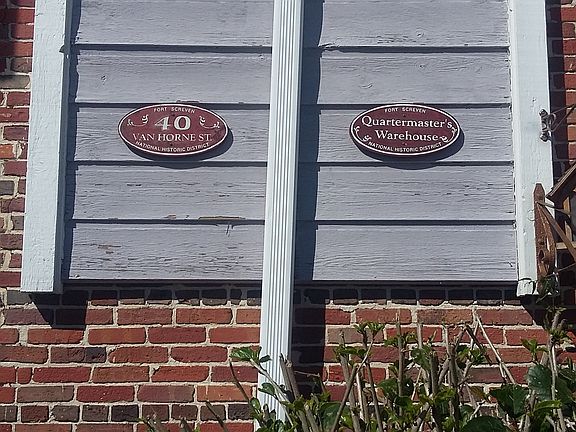 FORT SCREVEN
40
VAN HORNE ST.
NATIONAL HISTORIC DISTRICT
FORT SCREVEN
Quartermaster's
Warehouse
NATIONAL HISTORIC DISTRICT